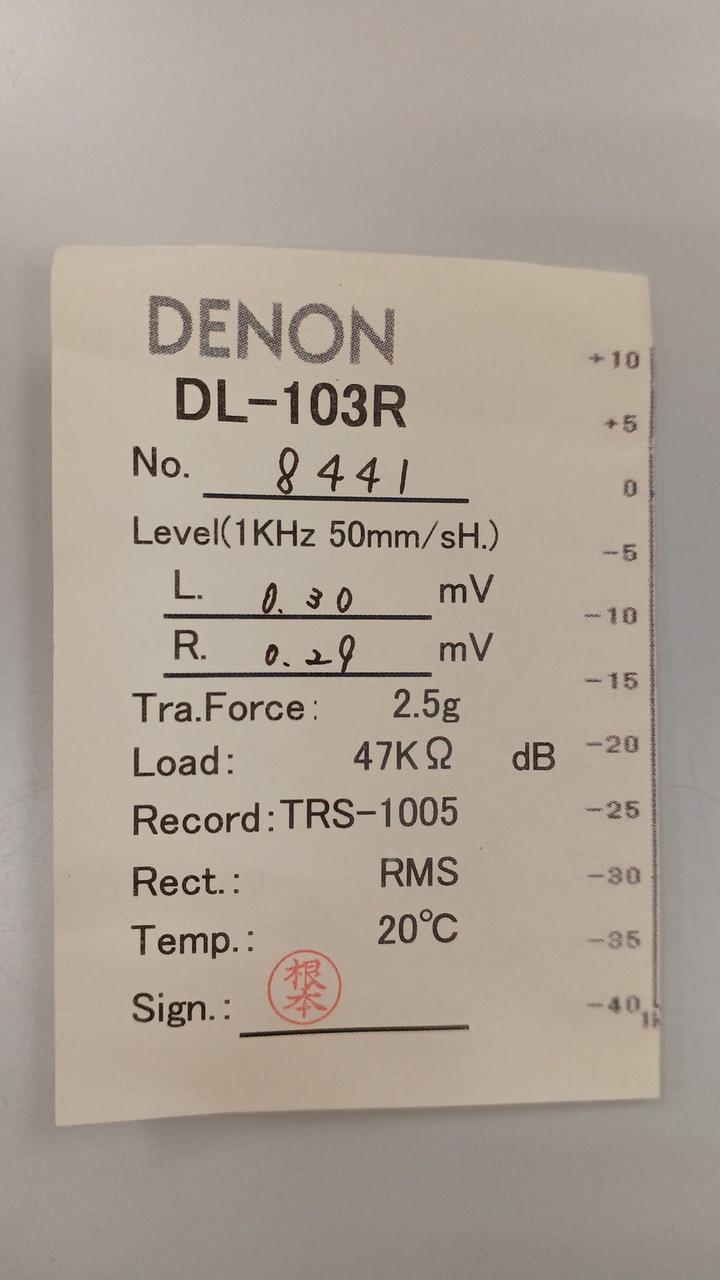 DENON
DL-103R
No. 8441
Level(1KHz 50mm/sH.)
L. 0.30 mV
R. 0.29 mV
Tra.Force: 2.5g
Load: 47KΩ
Record:TRS-1005
Rect.: RMS
Temp.: 20℃
Sign.: 根本
dB
+10
+5
0
-5
-10
-15
-20
-25
-30
-35
-40